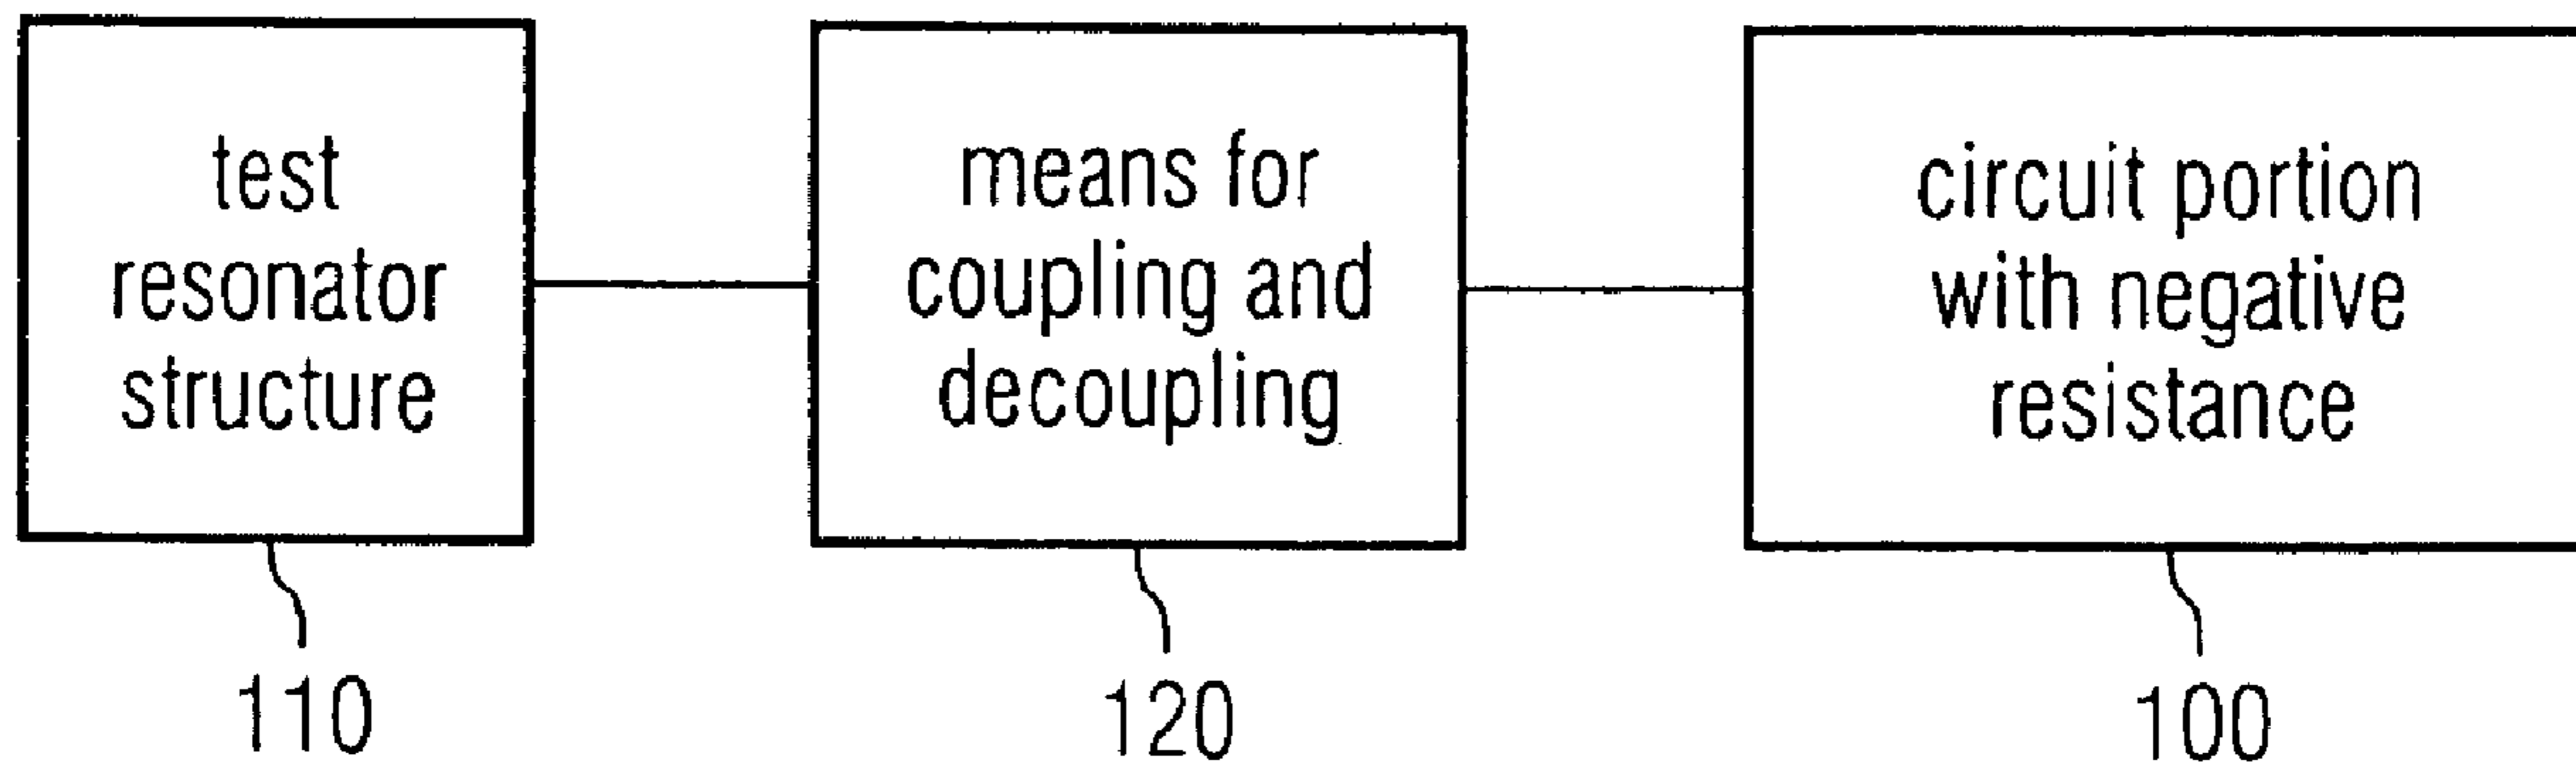 test
resonator
structure
means for
coupling and
decoupling
circuit portion
with negative
resistance
110
120
100